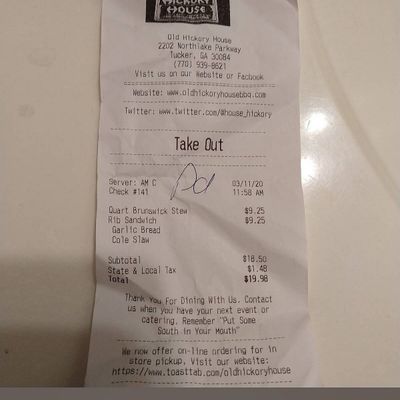 HICKORY
HOUSE
Old Hickory House
2202 Northlake Parkway
Tucker, GA 30084
(770) 939-8621
Visit us on our Website or Facbook
Website: www.oldhickoryhousebbq.com
Twitter: www.twitter.com/@house_hickory
Take Out
Server: AM C 03/11/20
Check #141 11:58 AM
Pd
Quart Brunswick Stew $9.25
Rib Sandwich $9.25
Garlic Bread
Cole Slaw
Subtotal $18.50
State & Local Tax $1.48
Total $19.98
Thank You For Dining With Us. Contact
us when you have your next event or
catering. Remember "Put Some
South in Your Mouth"
We now offer on-line ordering for in
store pickup, Visit our website:
https://www.toasttab.com/oldhickoryhouse